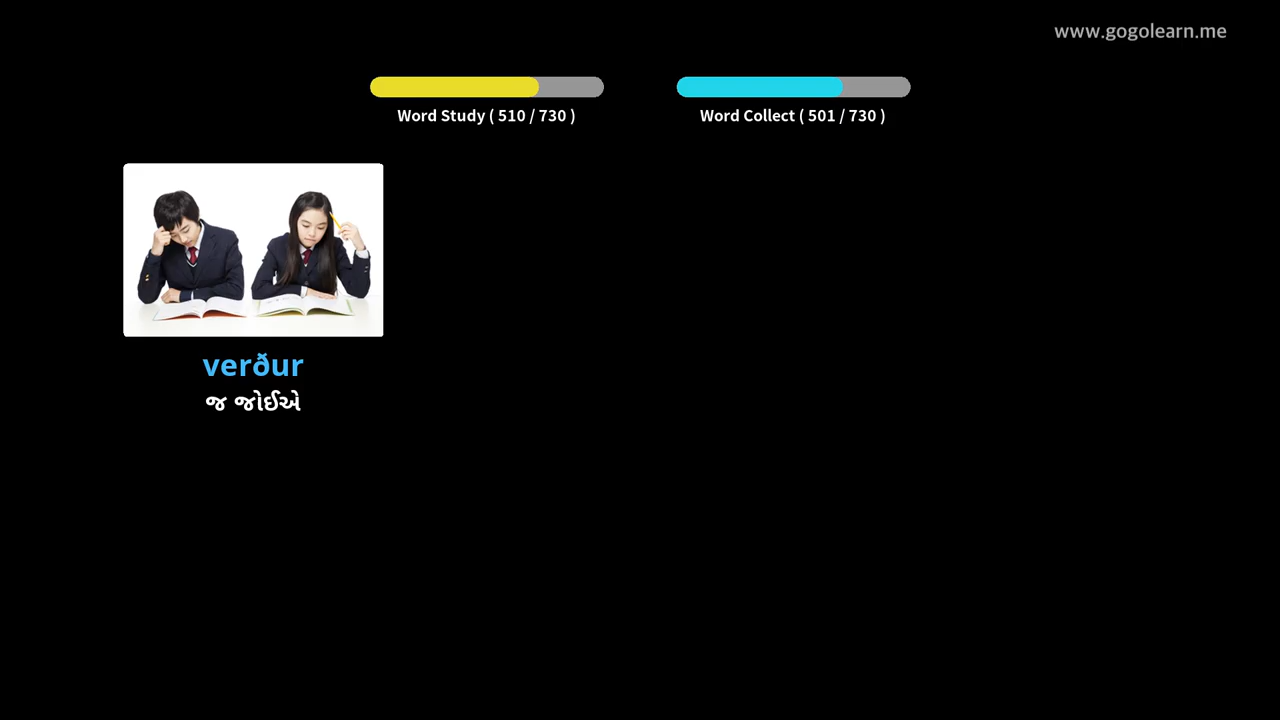 www.gogolearn.me
Word Study ( 510 / 730 )
Word Collect ( 501 / 730 )
verður
જ જોઈએ